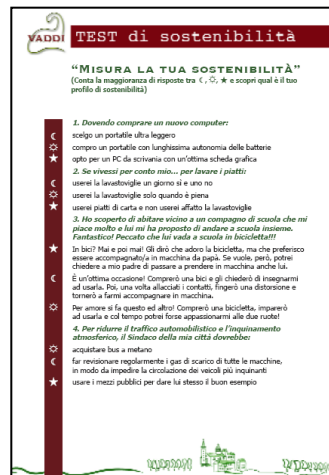 VADDI
TEST di sostenibilità
“MISURA LA TUA SOSTENIBILITÀ”
(Conta la maggioranza di risposte tra ☾, ☼, ★ e scopri qual è il tuo
profilo di sostenibilità)
1. Dovendo comprare un nuovo computer:
☾ scelgo un portatile ultra leggero
☼ compro un portatile con lunghissima autonomia delle batterie
★ opto per un PC da scrivania con un’ottima scheda grafica
2. Se vivessi per conto mio... per lavare i piatti:
☾ userei la lavastoviglie un giorno sì e uno no
☼ userei la lavastoviglie solo quando è piena
★ userei piatti di carta e non userei affatto la lavastoviglie
3. Ho scoperto di abitare vicino a un compagno di scuola che mi
piace molto e lui mi ha proposto di andare a scuola insieme.
Fantastico! Peccato che lui vada a scuola in bicicletta!!!
★ In bici? Mai e poi mai! Gli dirò che adoro la bicicletta, ma che preferisco
essere accompagnato/a in macchina da papà. Se vuole, però, potrei
chiedere a mio padre di passare a prendere in macchina anche lui.
☾ È un’ottima occasione! Comprerò una bici e gli chiederò di insegnarmi
ad usarla. Poi, una volta allacciati i contatti, fingerò una distorsione e
tornerò a farmi accompagnare in macchina.
☼ Per amore si fa questo ed altro! Comprerò una bicicletta, imparerò
ad usarla e col tempo potrei forse appassionarmi alle due ruote!
4. Per ridurre il traffico automobilistico e l’inquinamento
atmosferico, il Sindaco della mia città dovrebbe:
☼ acquistare bus a metano
☾ far revisionare regolarmente i gas di scarico di tutte le macchine,
in modo da impedire la circolazione dei veicoli più inquinanti
★ usare i mezzi pubblici per dare lui stesso il buon esempio